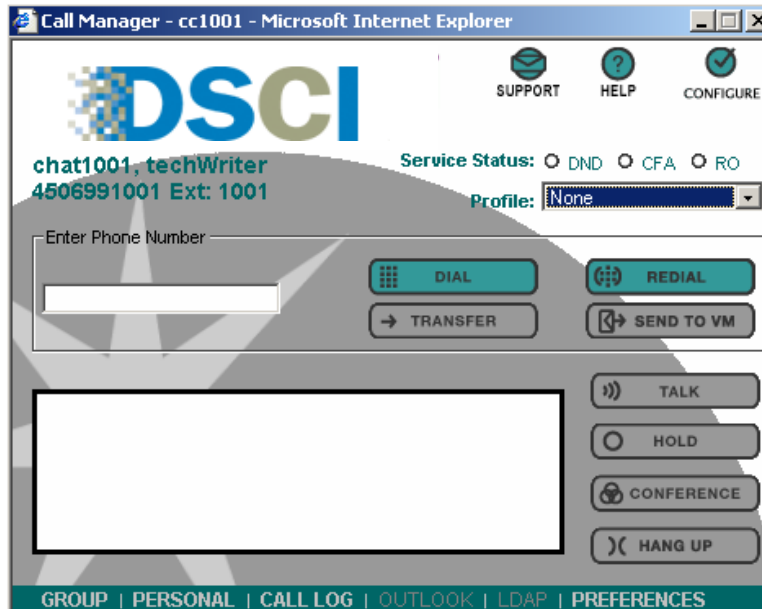 Call Manager - cc1001 - Microsoft Internet Explorer
DSCI
SUPPORT HELP CONFIGURE
chat1001, techWriter
4506991001 Ext: 1001
Service Status: DND CFA RO
Profile: None
Enter Phone Number
DIAL REDIAL
TRANSFER SEND TO VM
TALK
HOLD
CONFERENCE
HANG UP
GROUP | PERSONAL | CALL LOG | OUTLOOK | LDAP | PREFERENCES